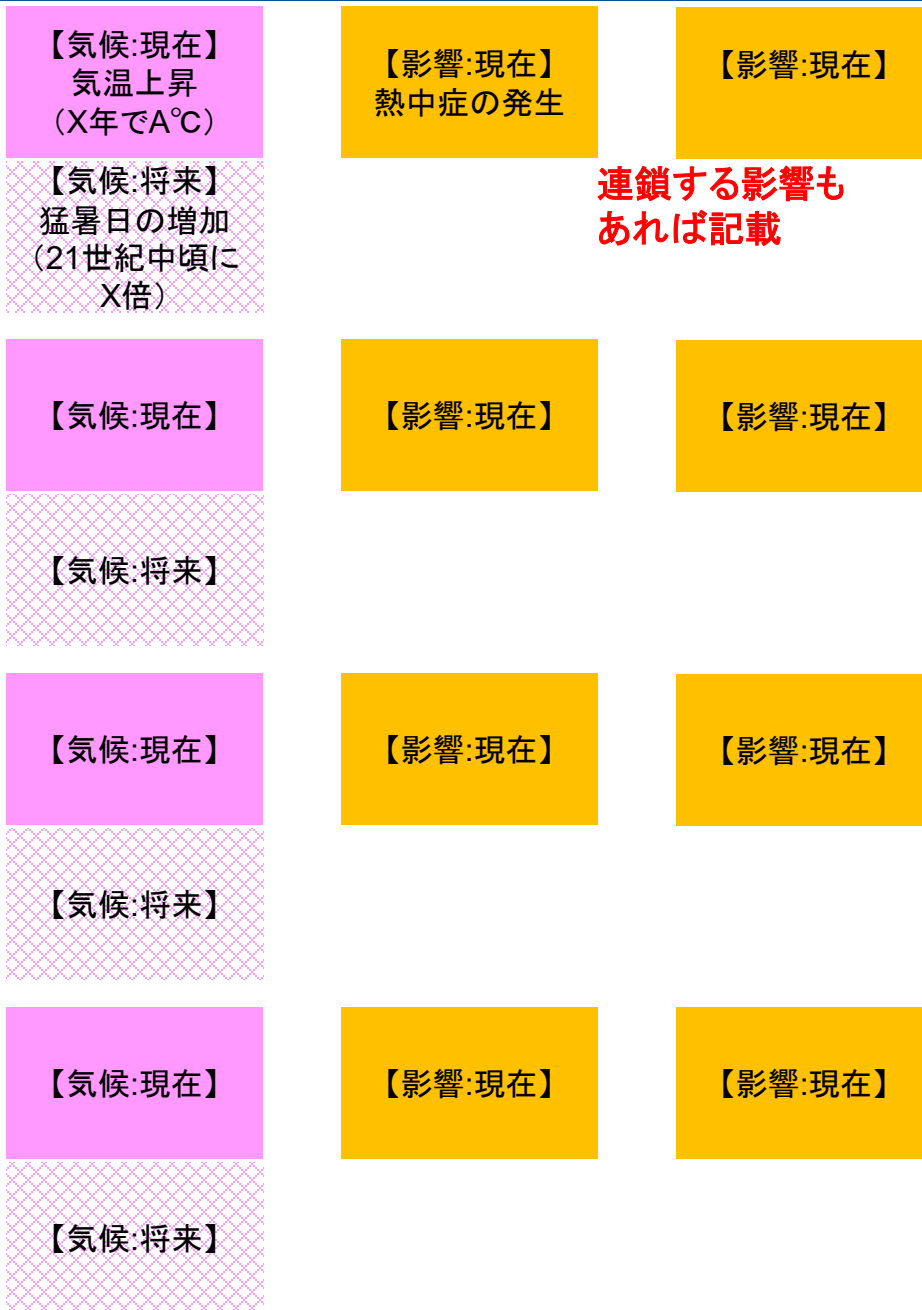 【気候:現在】
気温上昇
（X年でA℃）
【影響:現在】
熱中症の発生
【影響:現在】
【気候:将来】
猛暑日の増加
（21世紀中頃に
X倍）
連鎖する影響も
あれば記載
【気候:現在】
【影響:現在】
【影響:現在】
【気候:将来】
【気候:現在】
【影響:現在】
【影響:現在】
【気候:将来】
【気候:現在】
【影響:現在】
【影響:現在】
【気候:将来】